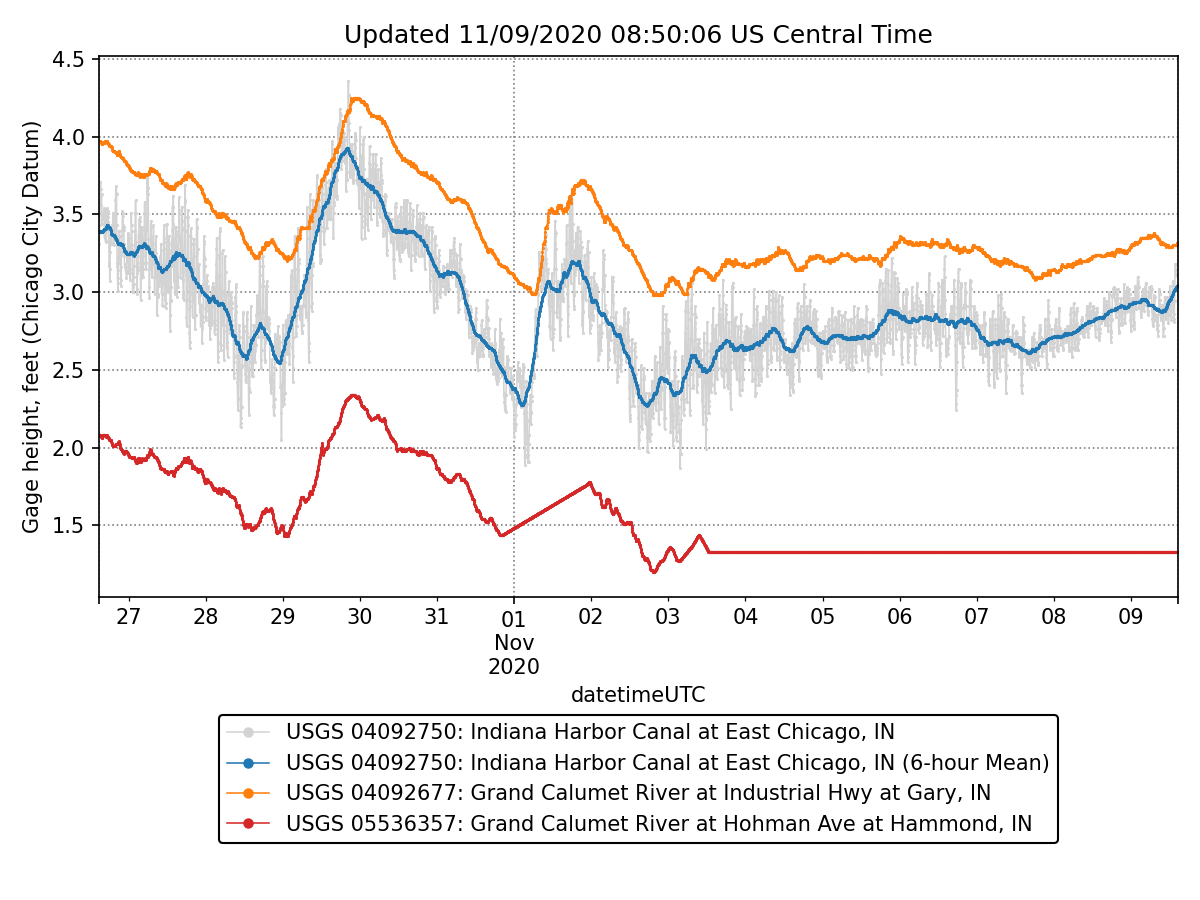 Updated 11/09/2020 08:50:06 US Central Time
Gage height, feet (Chicago City Datum)
4.5
4.0
3.5
3.0
2.5
2.0
1.5
27 28 29 30 31 01 02 03 04 05 06 07 08 09
Nov
2020
datetimeUTC
USGS 04092750: Indiana Harbor Canal at East Chicago, IN
USGS 04092750: Indiana Harbor Canal at East Chicago, IN (6-hour Mean)
USGS 04092677: Grand Calumet River at Industrial Hwy at Gary, IN
USGS 05536357: Grand Calumet River at Hohman Ave at Hammond, IN